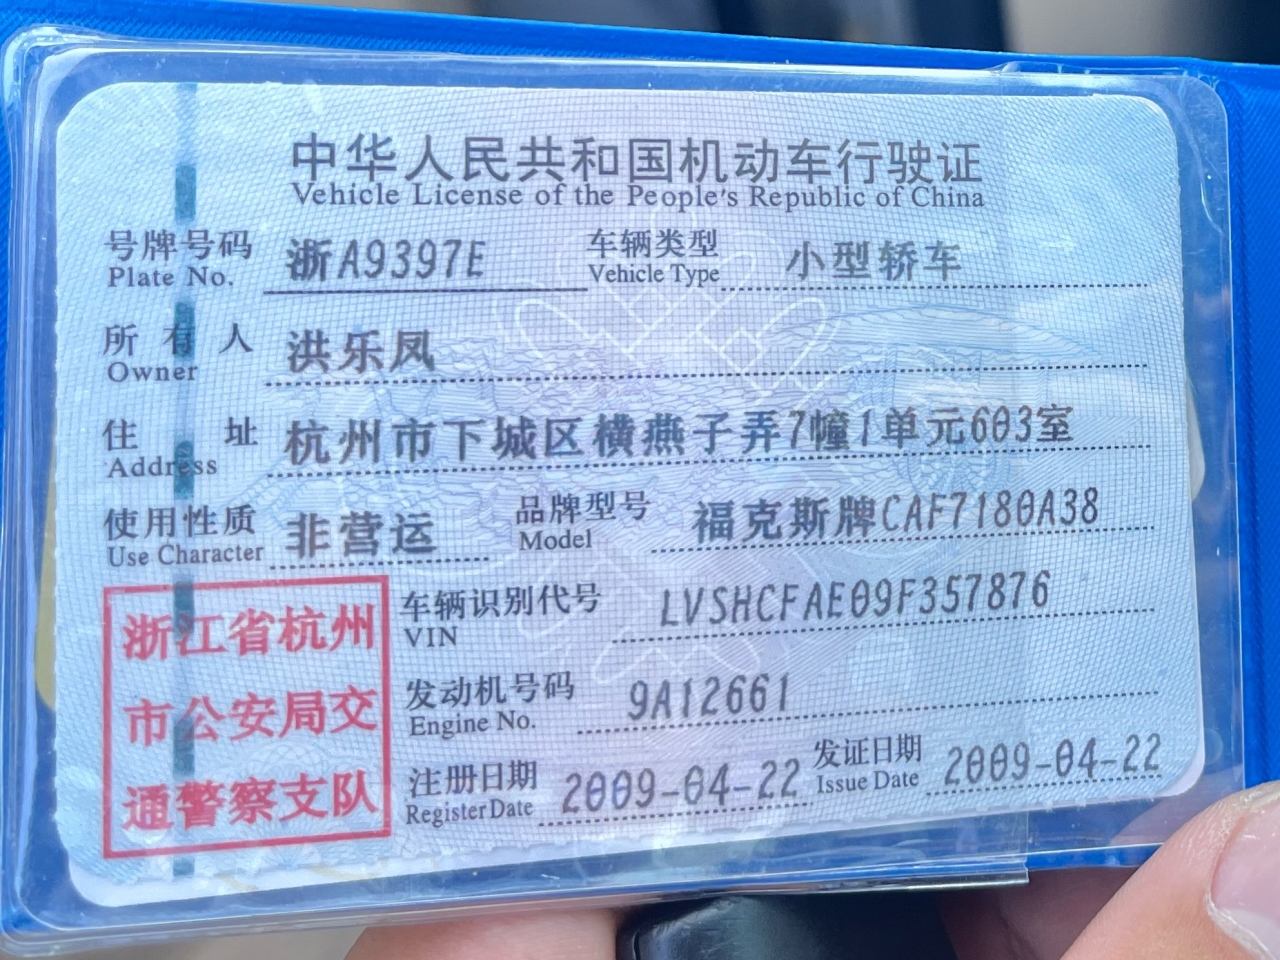 中华人民共和国机动车行驶证
Vehicle License of the People's Republic of China
号牌号码 浙A9397E 车辆类型 小型轿车
Plate No. Vehicle Type
所有人 洪乐凤
Owner
住址 杭州市下城区横燕子弄7幢1单元603室
Address
使用性质 非营运 品牌型号 福克斯牌CAF7180A38
Use Character Model
浙江省杭州
市公安局交
通警察支队
车辆识别代号 LVSHCFAE09F357876
VIN
发动机号码 9A12661
Engine No.
注册日期 2009-04-22 发证日期 2009-04-22
Register Date Issue Date